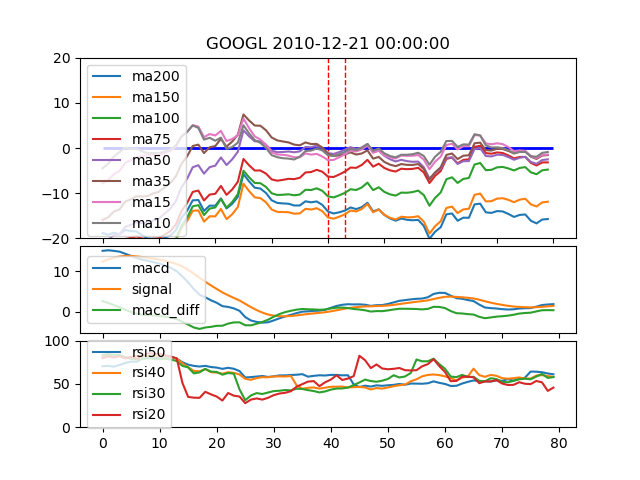 GOOGL 2010-12-21 00:00:00
20
10
0
−10
−20
ma200
ma150
ma100
ma75
ma50
ma35
ma15
ma10
10
0
macd
signal
macd_diff
100
50
0
rsi50
rsi40
rsi30
rsi20
0 10 20 30 40 50 60 70 80